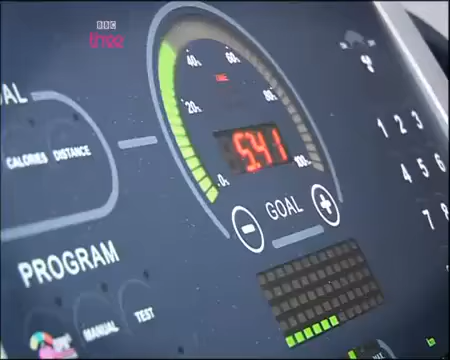 BBC
three
40%
60%
TIME
20%
80%
5:41
0%
100%
CALORIES DISTANCE
GOAL
- +
1 2 3
4 5 6
7 8
PROGRAM
MANUAL
TEST